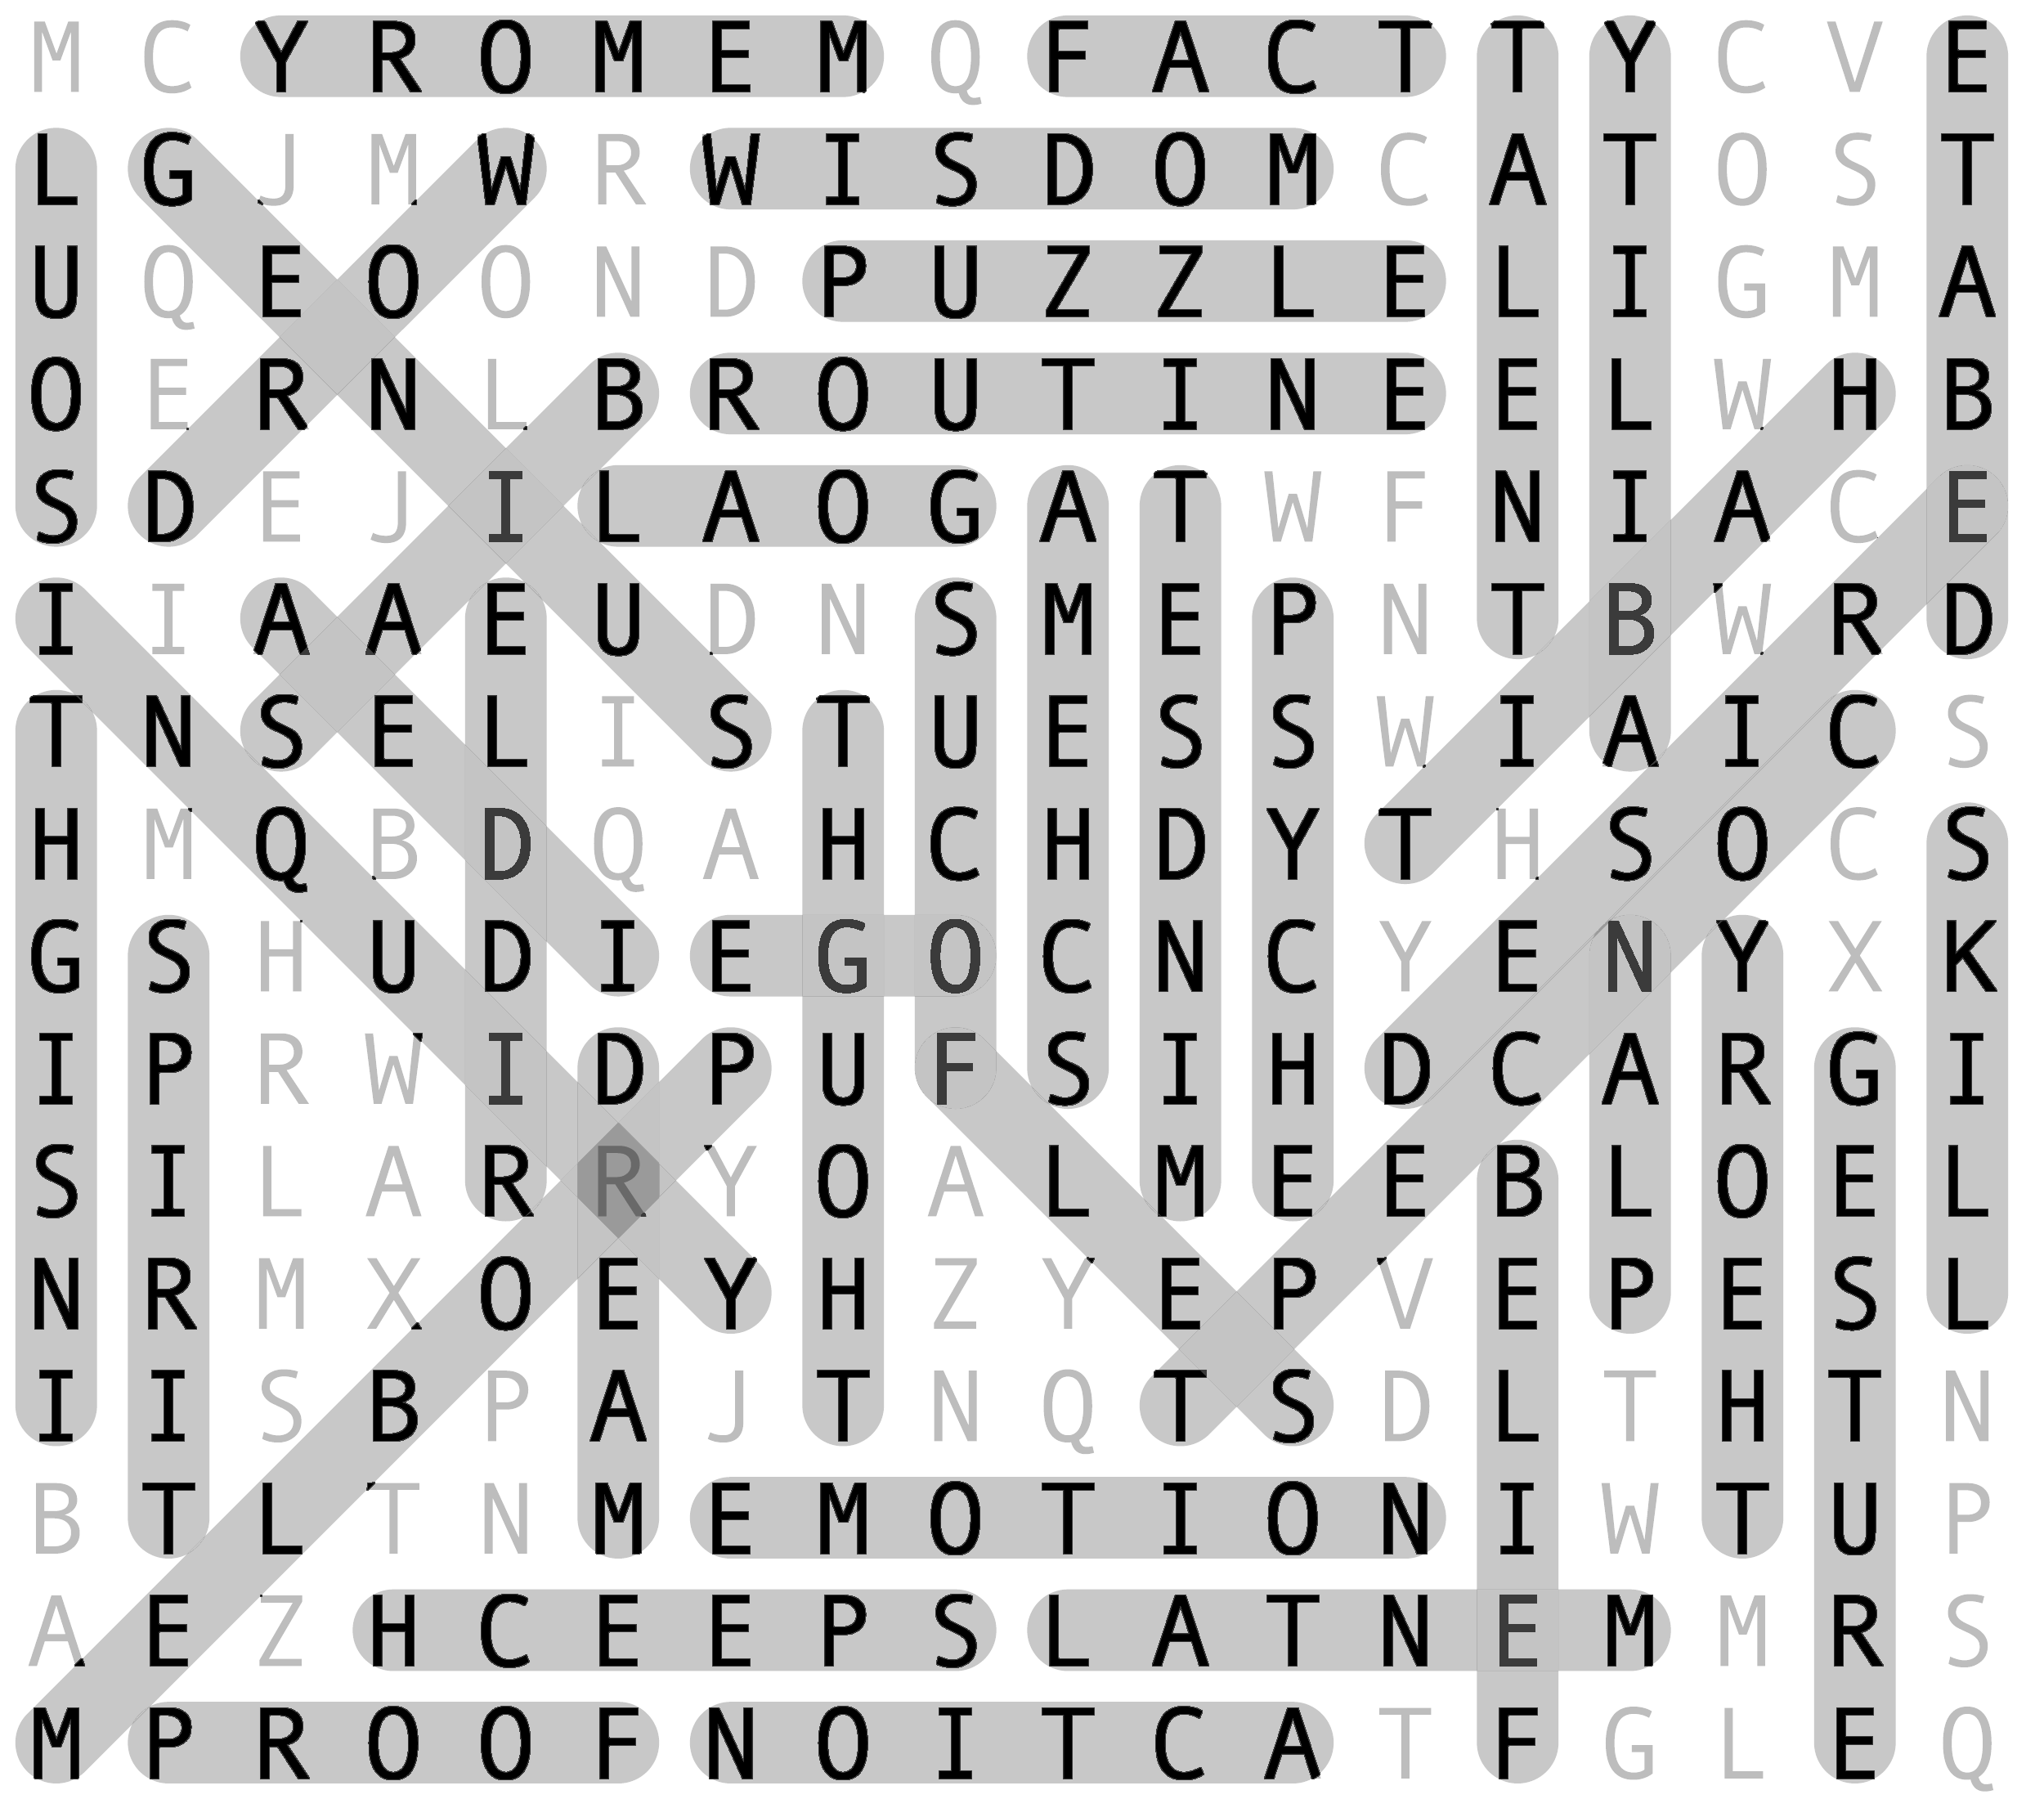 M C Y R O M E M Q F A C T T Y C V E
L G J M W R W I S D O M C A T O S T
U Q E O O N D P U Z Z L E L I G M A
O E R N L B R O U T I N E E L W H B
S D E J I L A O G A T W F N I A C E
I I A A E U D N S M E P N T B W R D
T N S E L I S T U E S S W I A I C S
H M Q B D Q A H C H D Y T H S O C S
G S H U D I E G O C N C Y E N Y X K
I P R W I D P U F S I H D C A R G I
S I L A R R Y O A L M E E B L O E L
N R M X O E Y H Z Y E P V E P E S L
I I S B P A J T N Q T S D L T H T N
B T L T N M E M O T I O N I W T U P
A E Z H C E E P S L A T N E M M R S
M P R O O F N O I T C A T F G L E Q